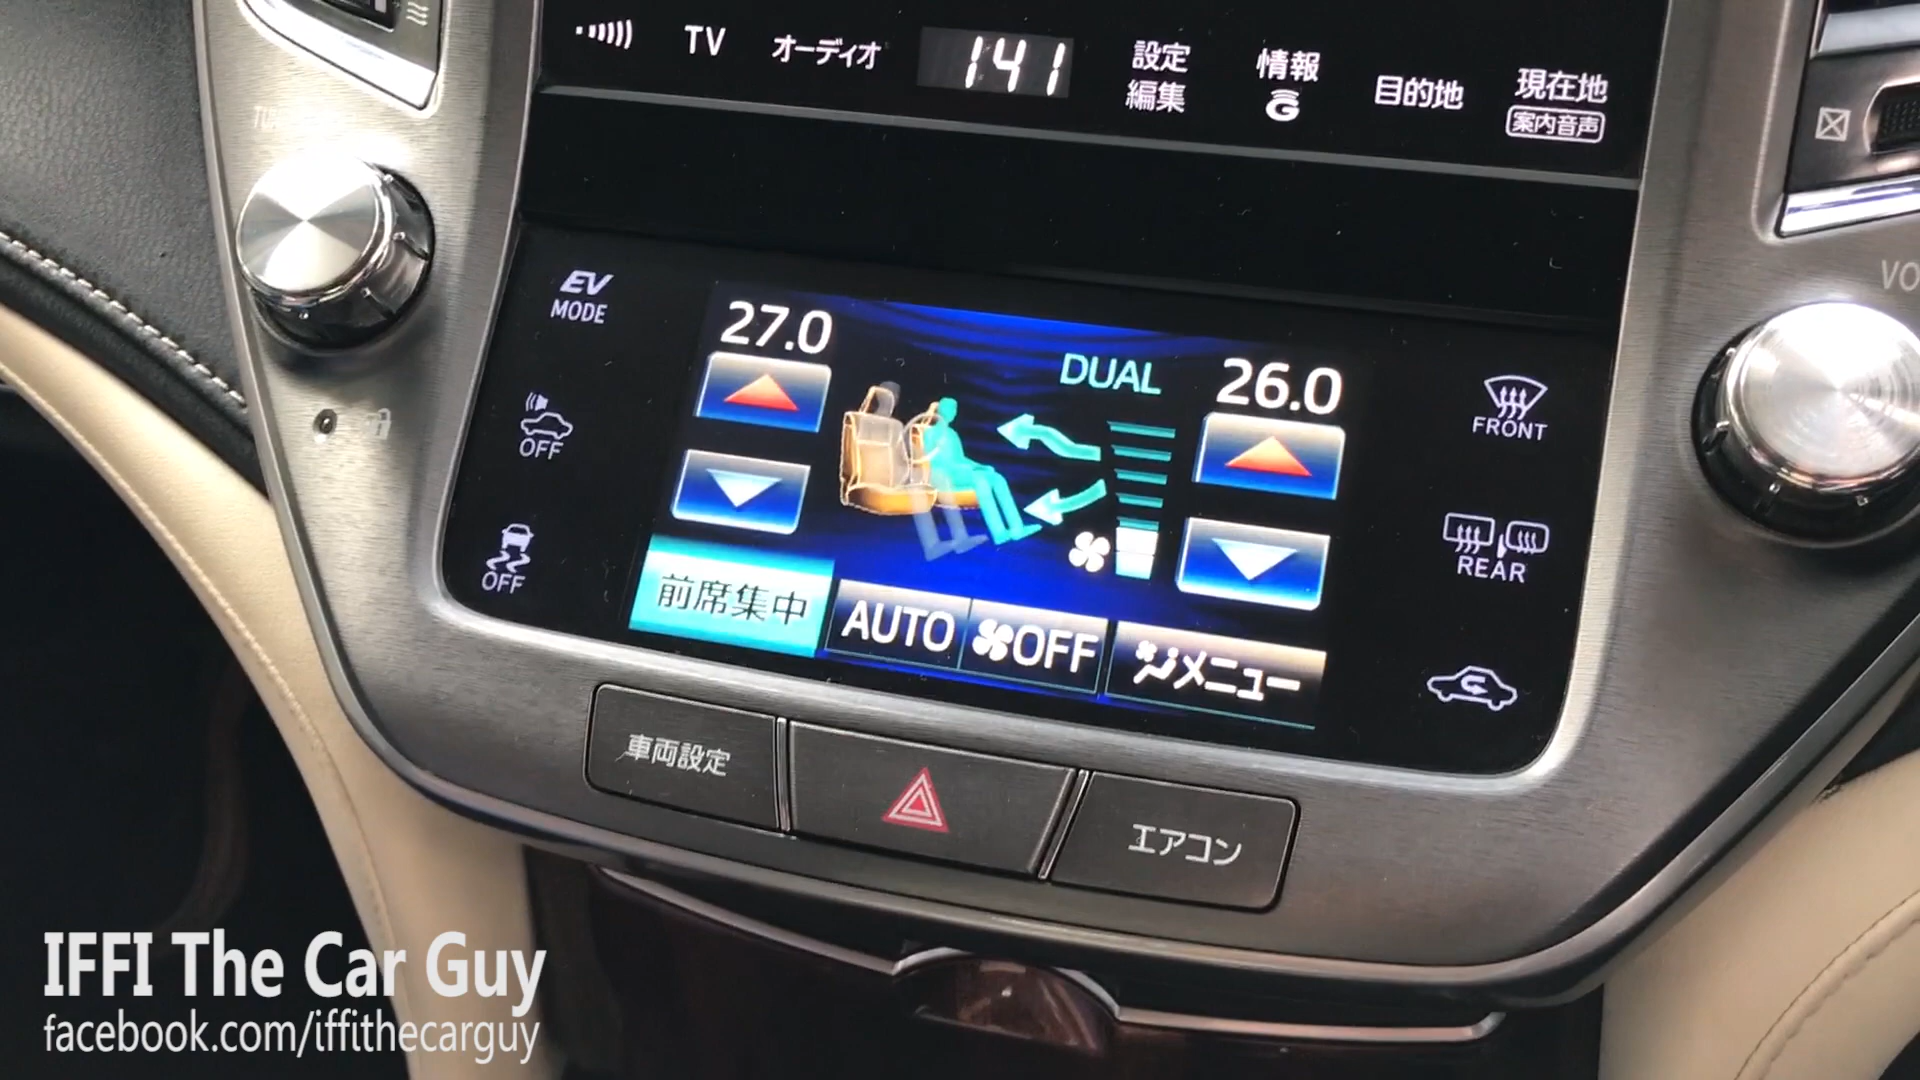 TV
オーディオ
141
設定
編集
情報
G
目的地
現在地
案内音声
VO
EV
MODE
27.0
DUAL
26.0
FRONT
OFF
REAR
OFF
前席集中
AUTO
OFF
メニュー
車両設定
エアコン
IFFI The Car Guy
facebook.com/iffithecarguy